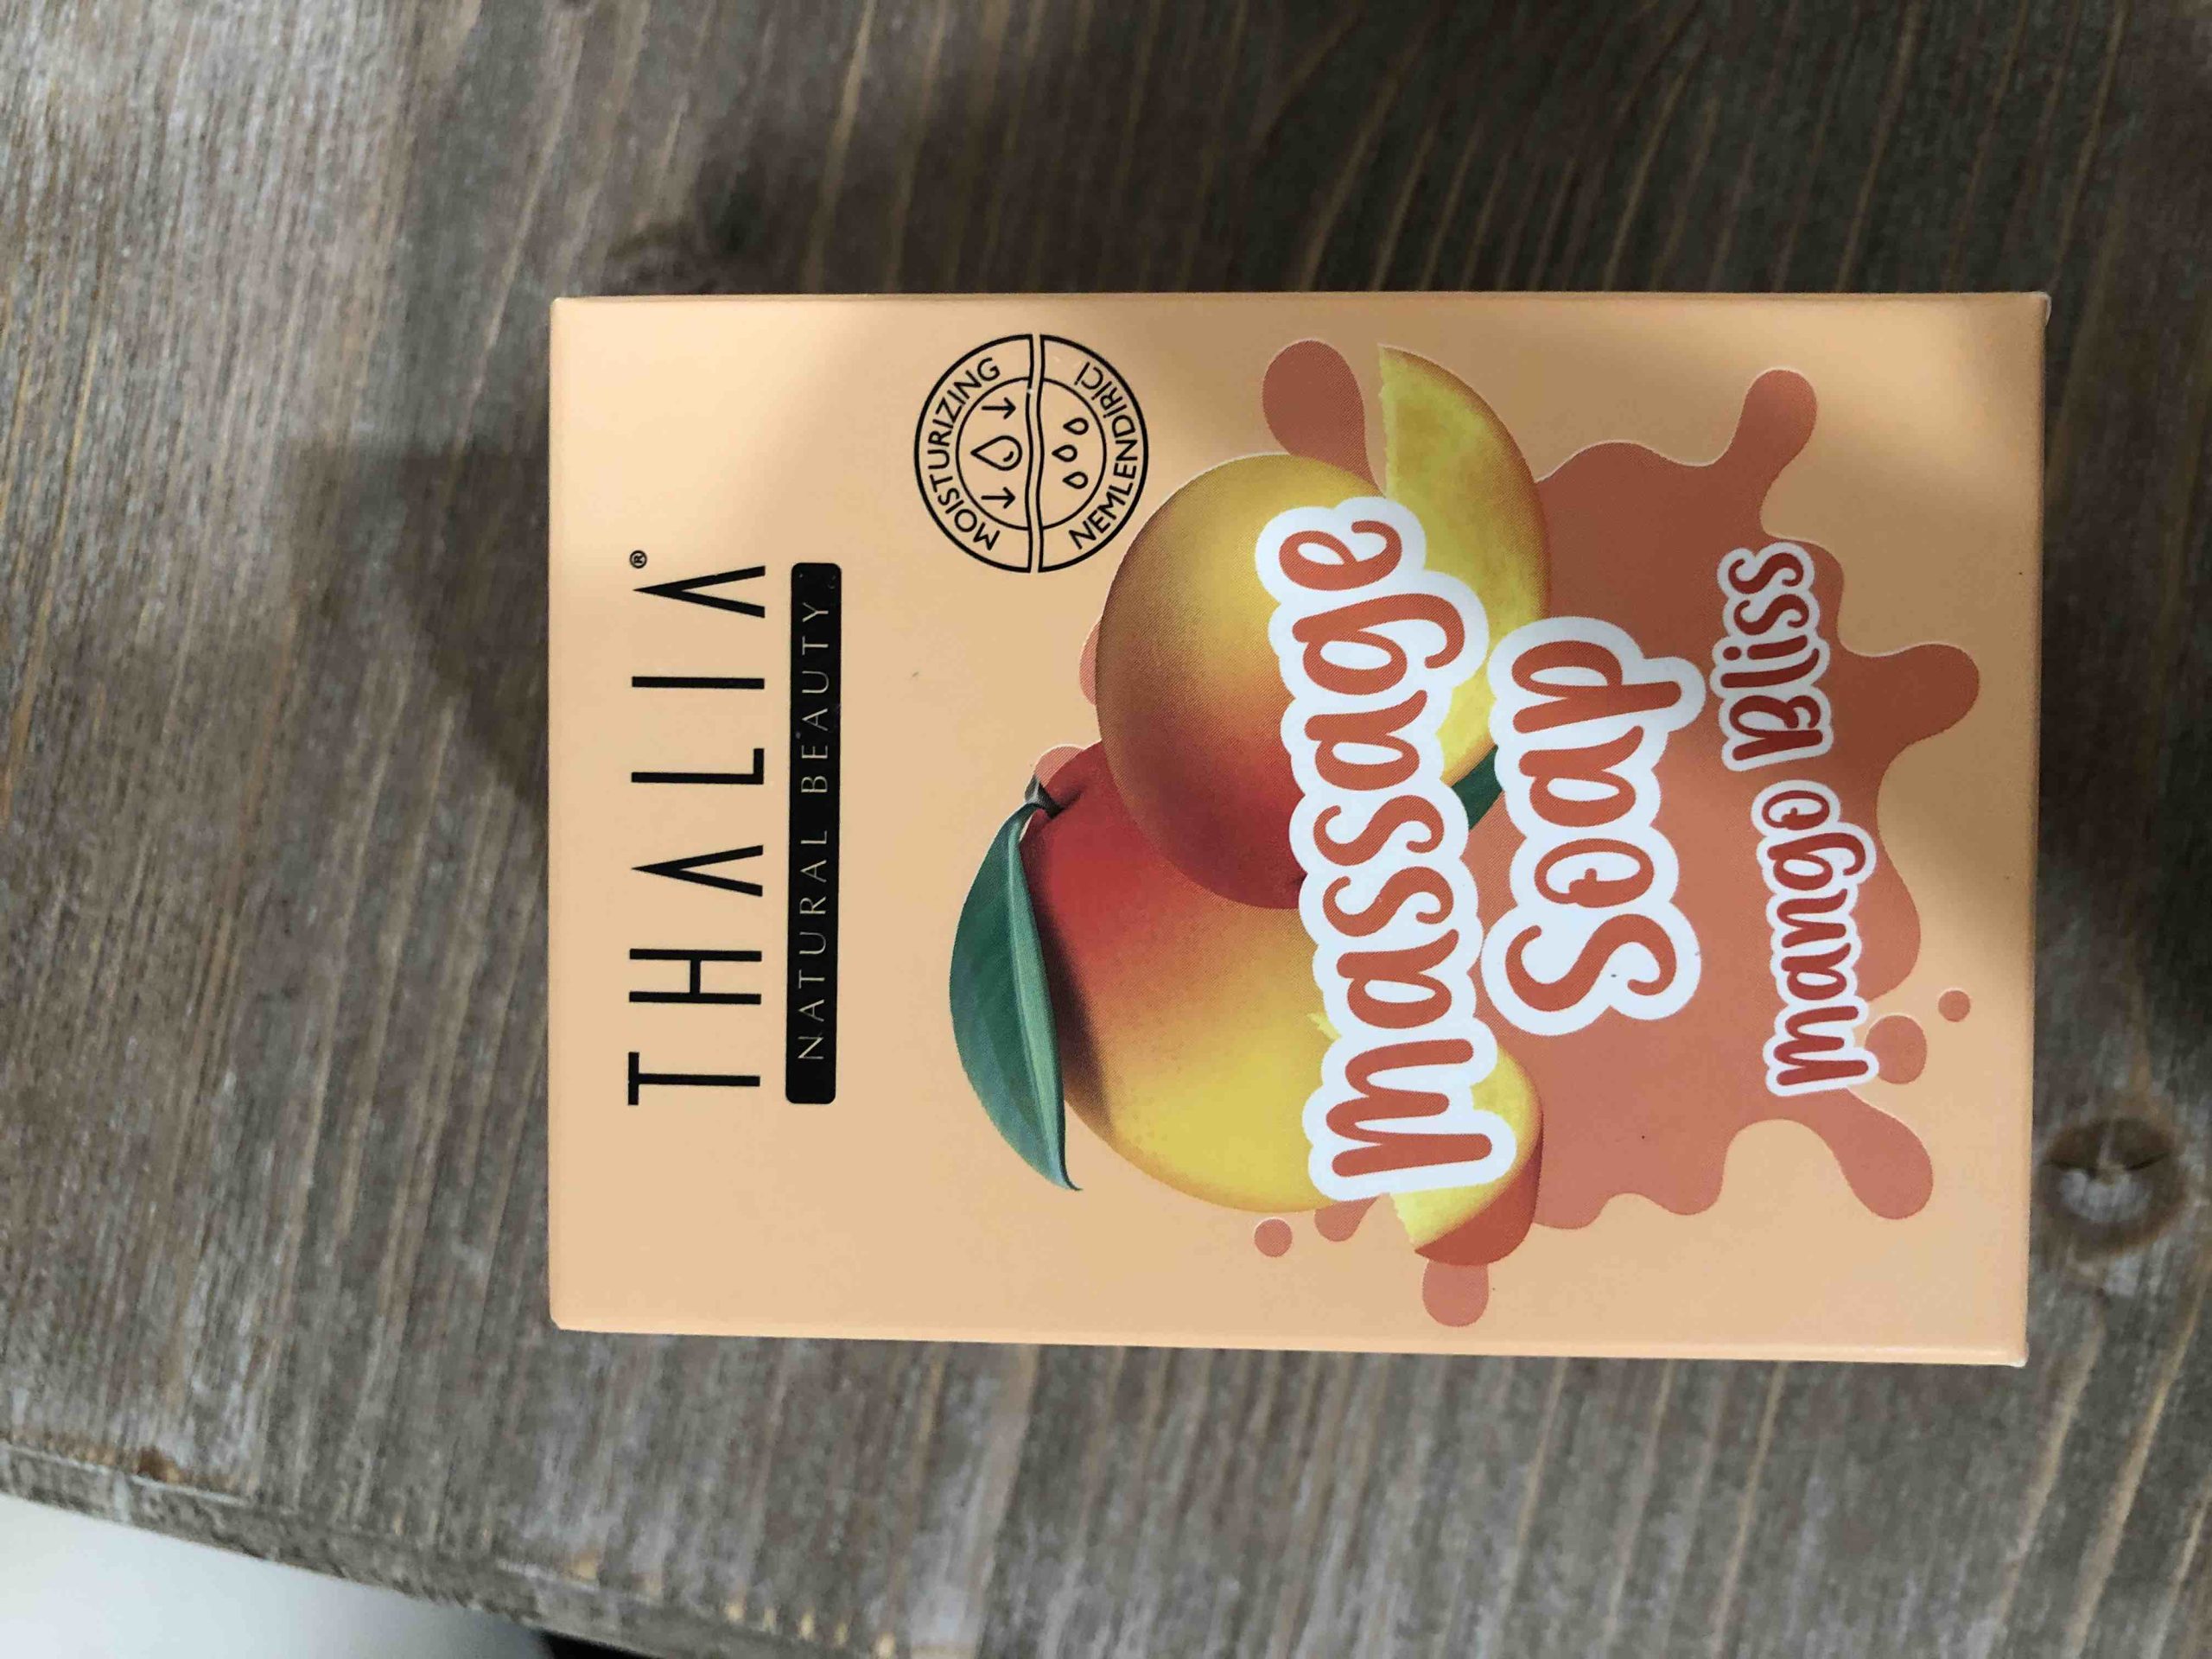 THALIA®
NATURAL BEAUTY
MOISTURIZING
NEMLENDİRİCİ
massage
Soap
mango Bliss